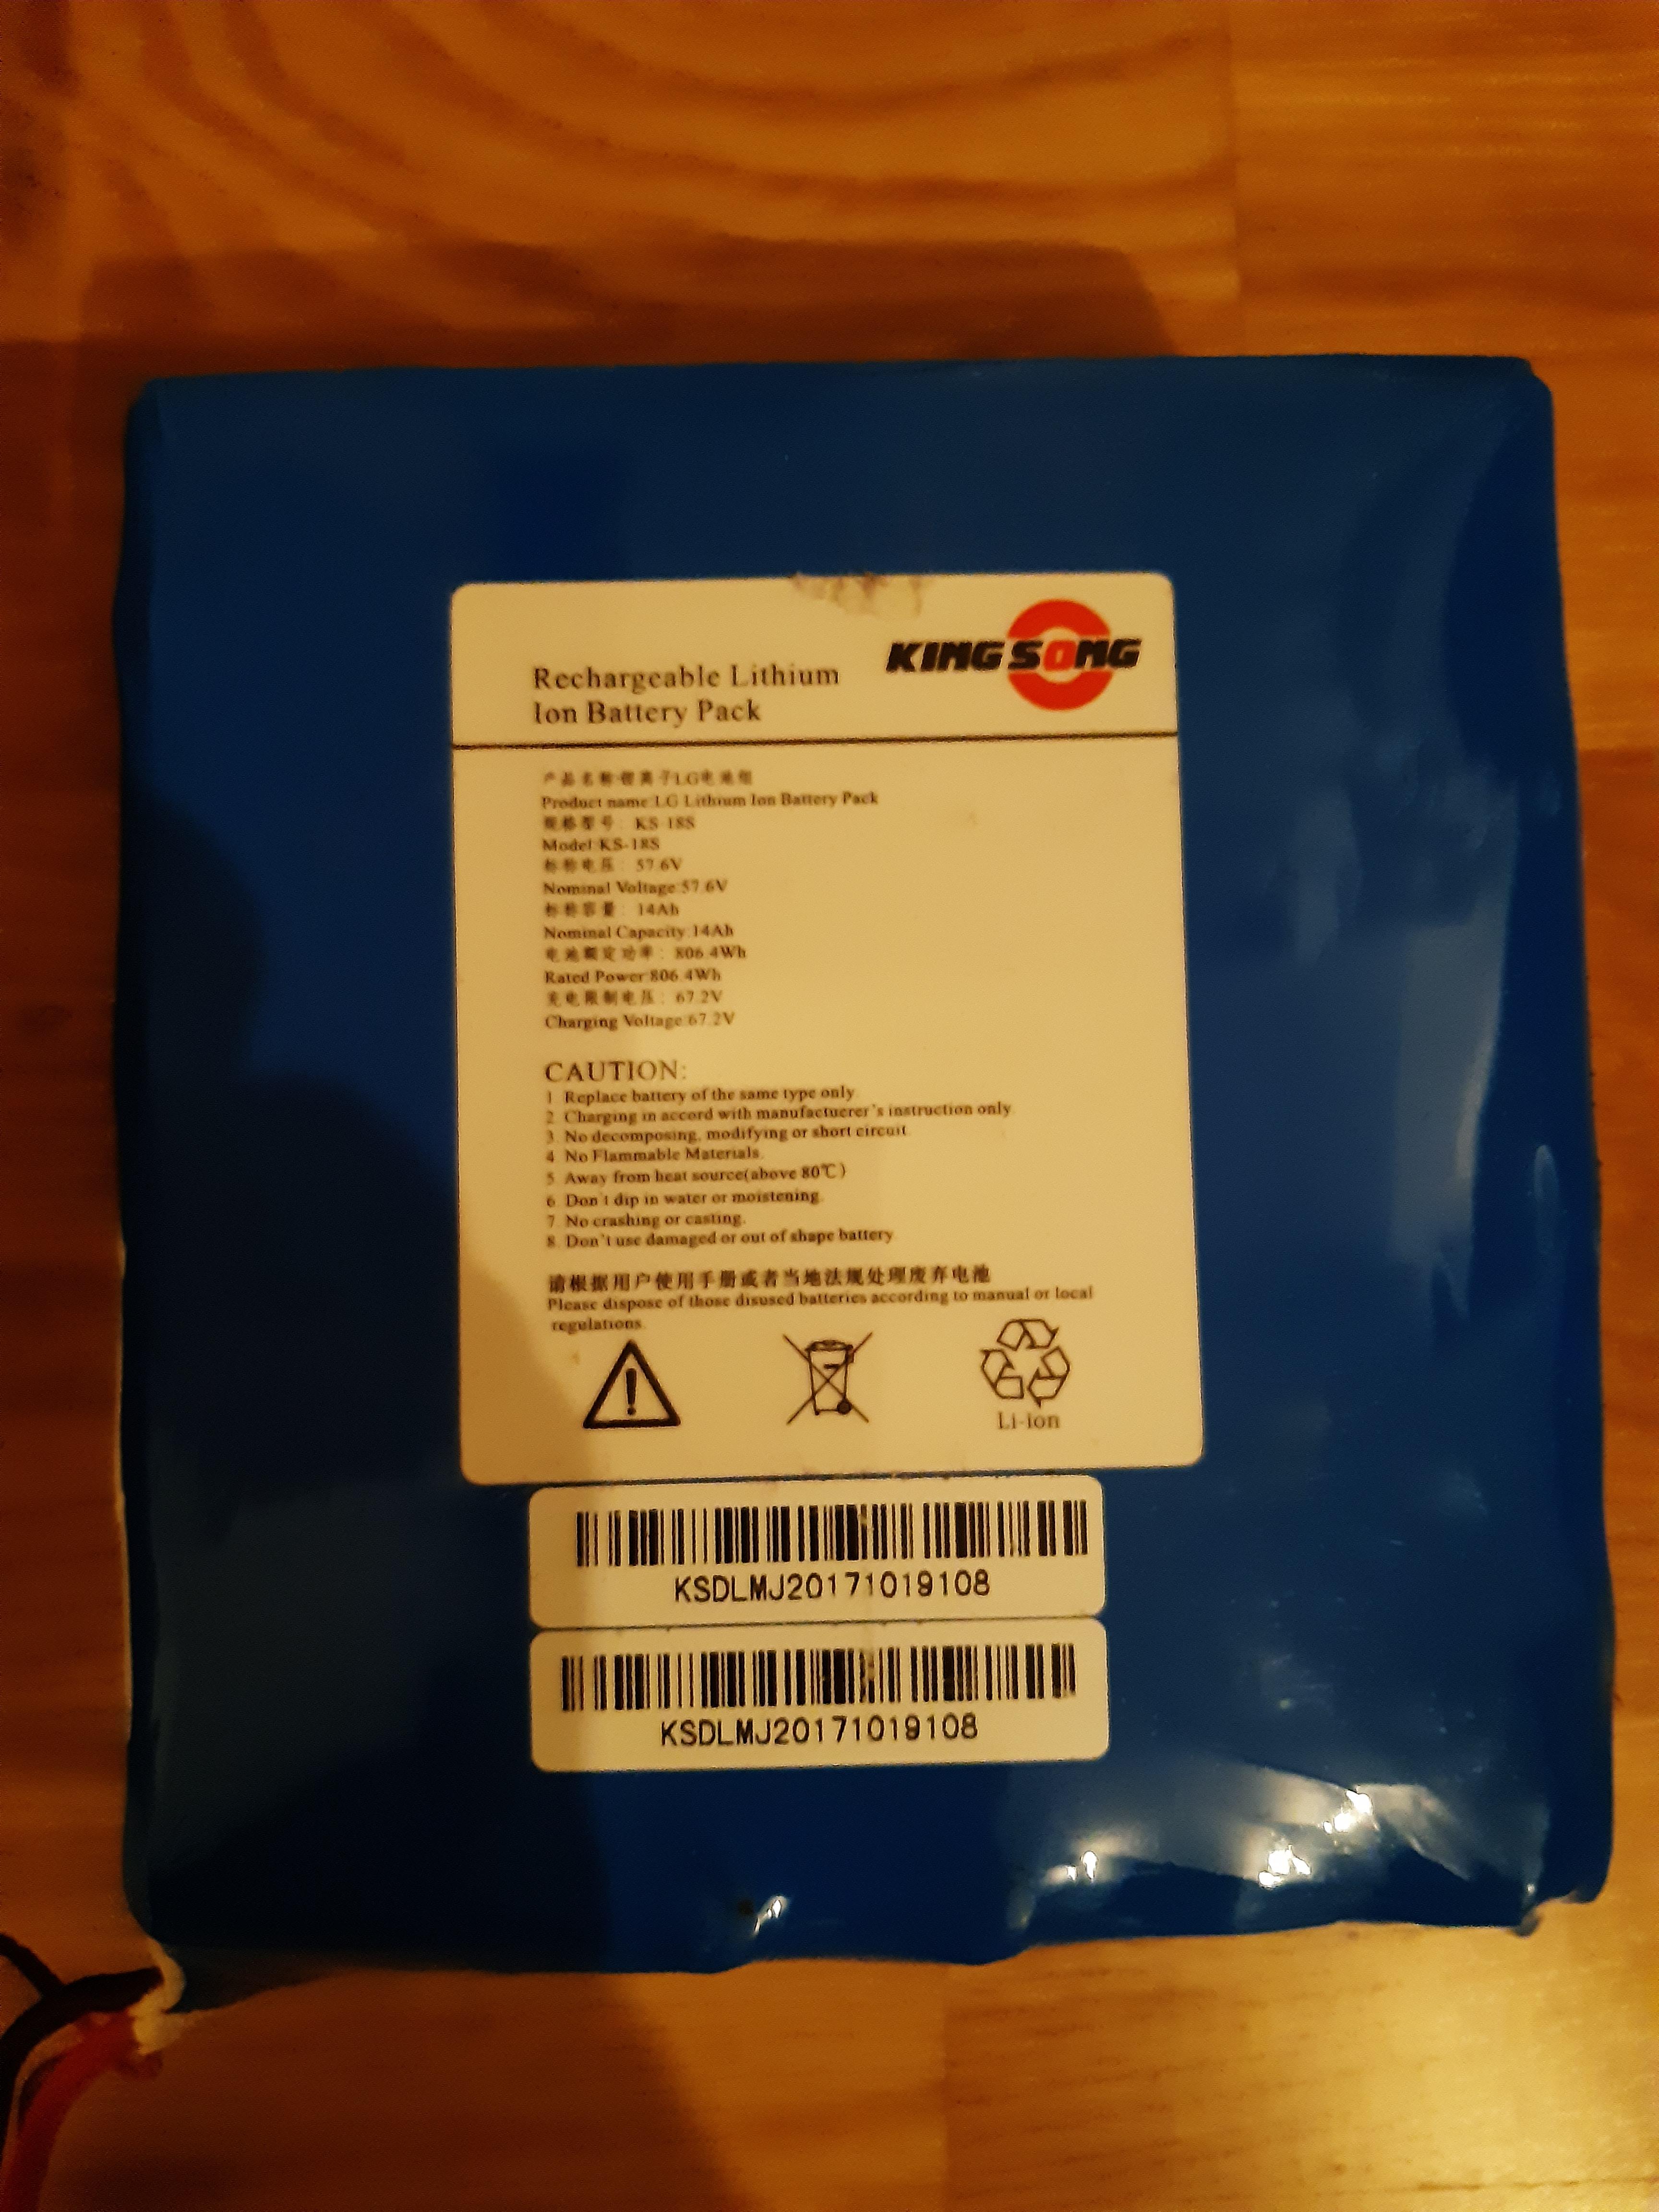 KING SONG
Rechargeable Lithium
Ion Battery Pack
产品名称:锂离子LG电池组
Product name:LG Lithium Ion Battery Pack
规格型号: KS-18S
Model:KS-18S
标称电压: 57.6V
Nominal Voltage:57.6V
标称容量: 14Ah
Nominal Capacity:14Ah
电池额定功率: 806.4Wh
Rated Power:806.4Wh
充电限制电压: 67.2V
Charging Voltage:67.2V
CAUTION:
1. Replace battery of the same type only.
2. Charging in accord with manufactuerer's instruction only.
3. No decomposing, modifying or short circuit.
4. No Flammable Materials.
5. Away from heat source(above 80℃)
6. Don't dip in water or moistening.
7. No crashing or casting.
8. Don't use damaged or out of shape battery.
请根据用户使用手册或者当地法规处理废弃电池
Please dispose of those disused batteries according to manual or local
regulations.
Li-ion
KSDLMJ20171019108
KSDLMJ20171019108